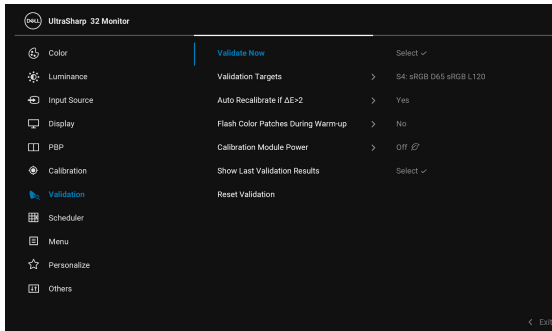 DELL UltraSharp 32 Monitor
Color
Validate Now Select
Luminance
Validation Targets > S4: sRGB D65 sRGB L120
Input Source
Auto Recalibrate if ΔE>2 > Yes
Display
Flash Color Patches During Warm-up > No
PBP
Calibration Module Power > Off
Calibration
Show Last Validation Results Select
Validation
Reset Validation
Scheduler
Menu
Personalize
Others
< Exit